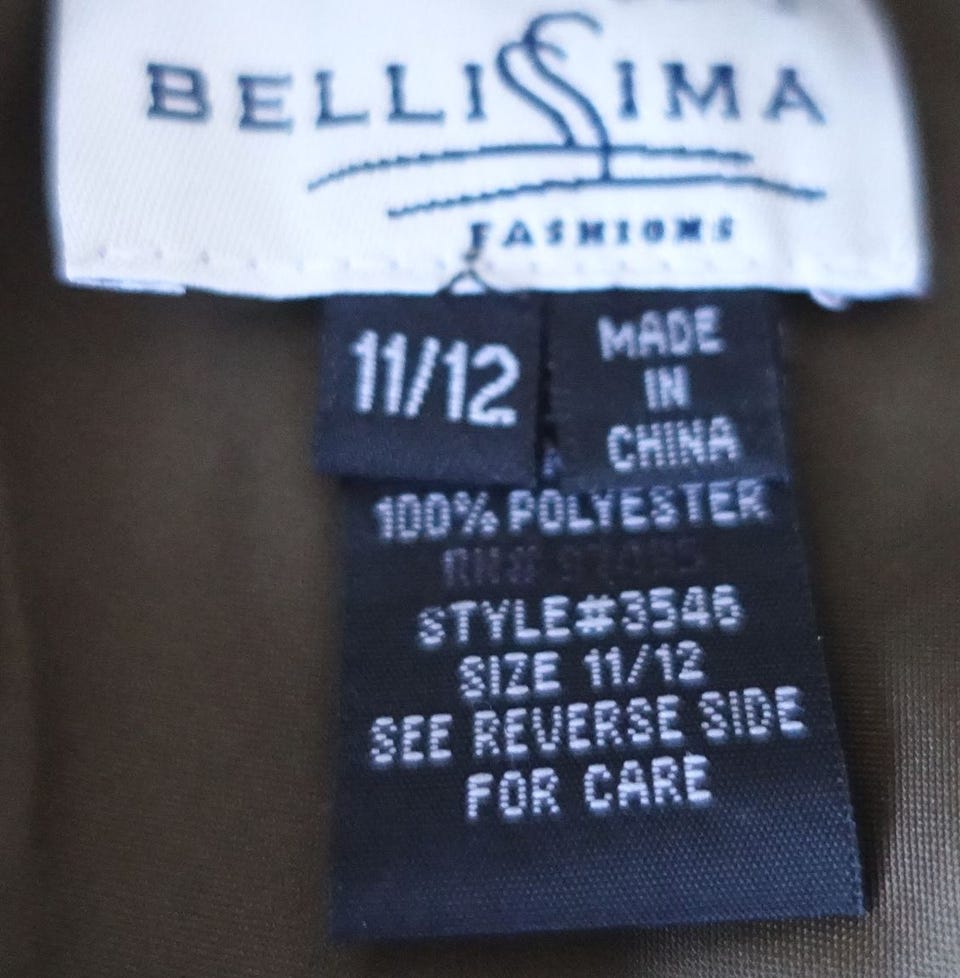 BELLISSIMA
FASHIONS
11/12
MADE
IN
CHINA
100% POLYESTER
RN#
STYLE#3546
SIZE 11/12
SEE REVERSE SIDE
FOR CARE